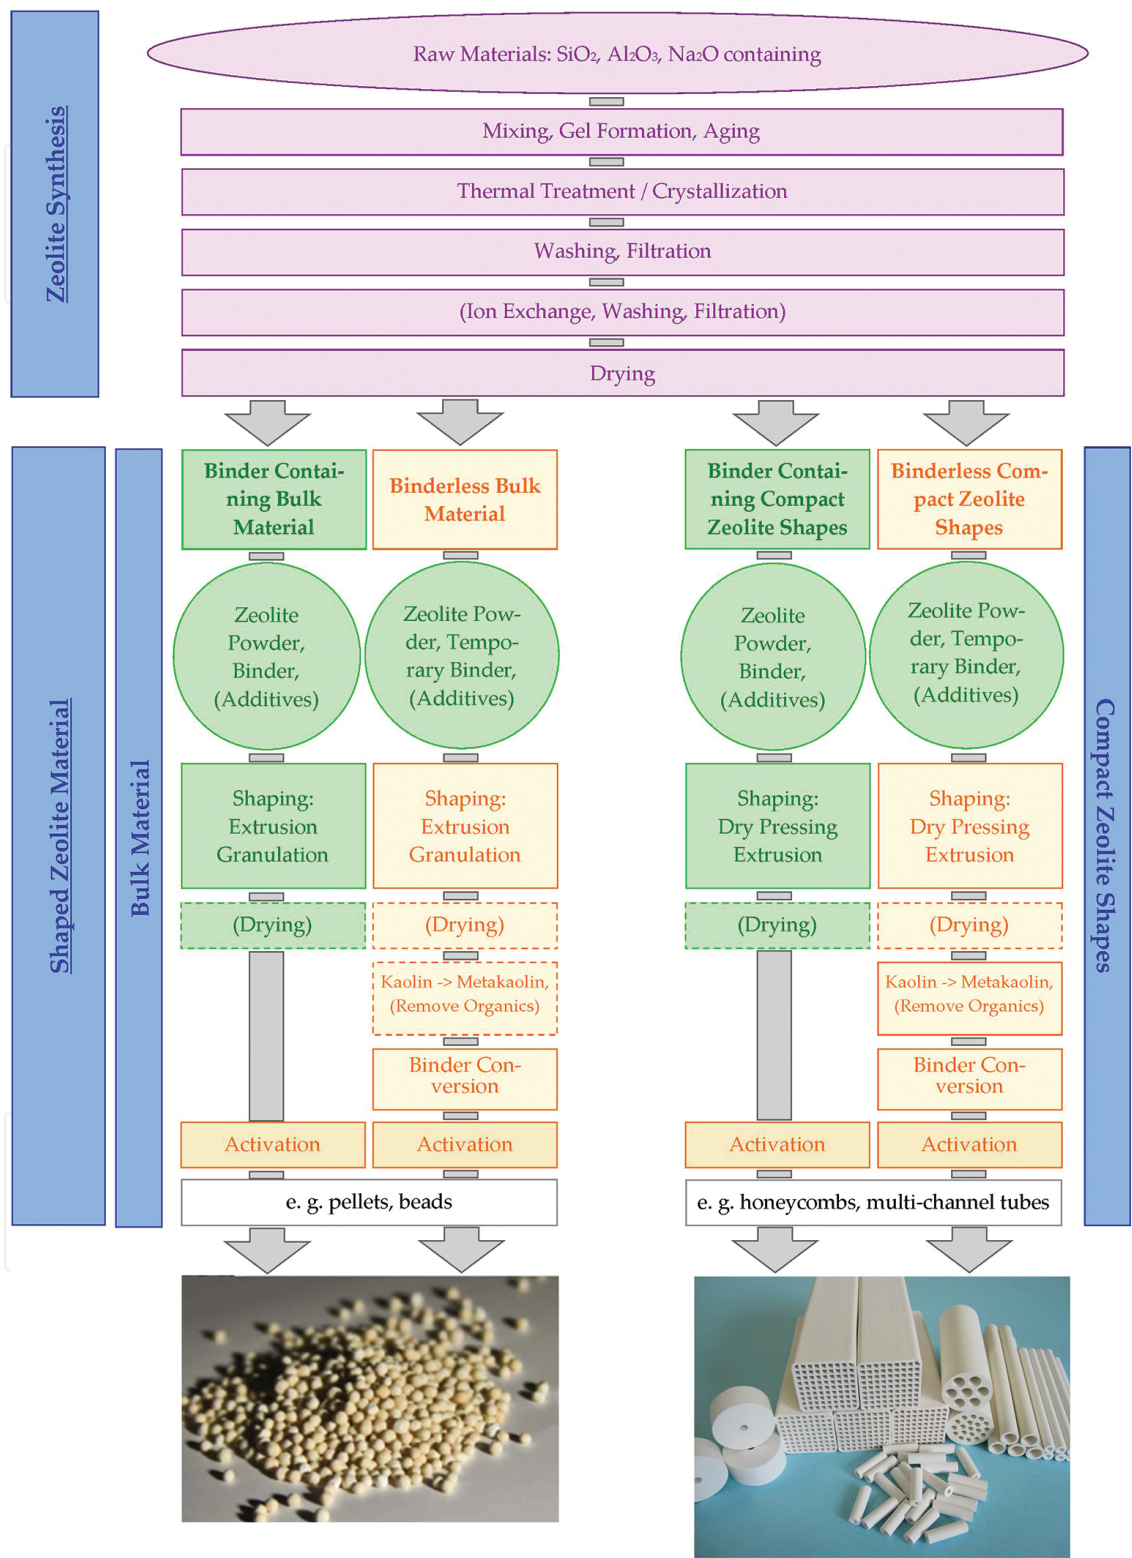 Zeolite Synthesis
Raw Materials: SiO₂, Al₂O₃, Na₂O containing
Mixing, Gel Formation, Aging
Thermal Treatment / Crystallization
Washing, Filtration
(Ion Exchange, Washing, Filtration)
Drying
Shaped Zeolite Material
Bulk Material
Binder Contai-
ning Bulk
Material
Zeolite
Powder,
Binder,
(Additives)
Shaping:
Extrusion
Granulation
(Drying)
Activation
Binderless Bulk
Material
Zeolite Pow-
der, Tempo-
rary Binder,
(Additives)
Shaping:
Extrusion
Granulation
(Drying)
Kaolin -> Metakaolin,
(Remove Organics)
Binder Con-
version
Activation
e. g. pellets, beads
Binder Contai-
ning Compact
Zeolite Shapes
Zeolite
Powder,
Binder,
(Additives)
Shaping:
Dry Pressing
Extrusion
(Drying)
Activation
Binderless Com-
pact Zeolite
Shapes
Zeolite Pow-
der, Tempo-
rary Binder,
(Additives)
Shaping:
Dry Pressing
Extrusion
(Drying)
Kaolin -> Metakaolin,
(Remove Organics)
Binder Con-
version
Activation
e. g. honeycombs, multi-channel tubes
Compact Zeolite Shapes